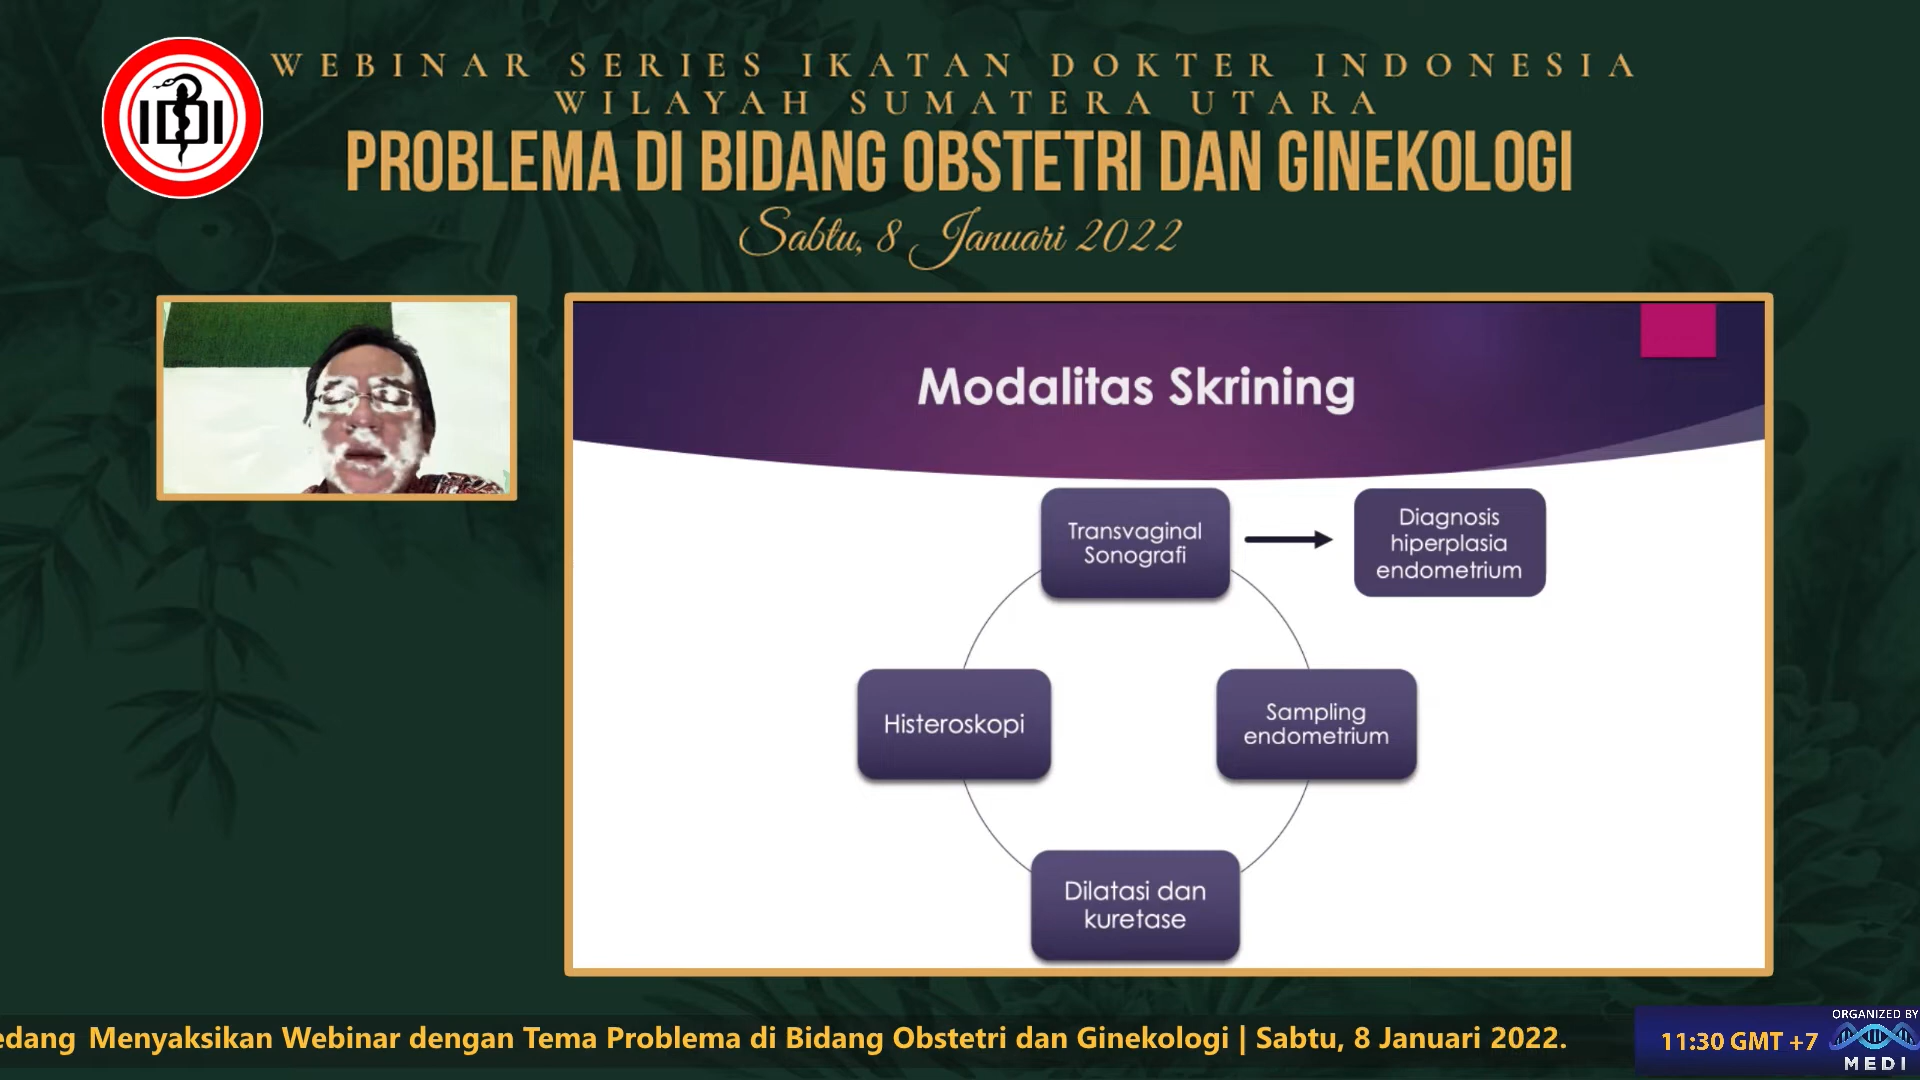 WEBINAR SERIES IKATAN DOKTER INDONESIA
WILAYAH SUMATERA UTARA
PROBLEMA DI BIDANG OBSTETRI DAN GINEKOLOGI
Sabtu, 8 Januari 2022
IDI
Modalitas Skrining
Transvaginal
Sonografi
Diagnosis
hiperplasia
endometrium
Histeroskopi
Sampling
endometrium
Dilatasi dan
kuretase
edang Menyaksikan Webinar dengan Tema Problema di Bidang Obstetri dan Ginekologi | Sabtu, 8 Januari 2022.
11:30 GMT +7
ORGANIZED BY
MEDI